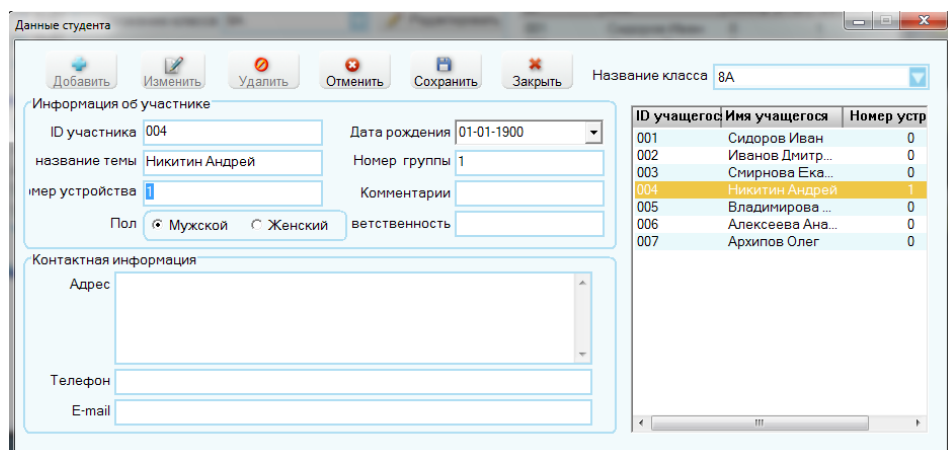 Данные студента
Добавить Изменить Удалить Отменить Сохранить Закрыть Название класса 8А
Информация об участнике
ID участника 004 Дата рождения 01-01-1900
название темы Никитин Андрей Номер группы 1
мер устройства 1 Комментарии
Пол Мужской Женский ветственность
Контактная информация
Адрес
Телефон
E-mail
ID учащегос Имя учащегося Номер устр
001 Сидоров Иван 0
002 Иванов Дмитр... 0
003 Смирнова Ека... 0
004 Никитин Андрей 1
005 Владимирова ... 0
006 Алексеева Ана... 0
007 Архипов Олег 0